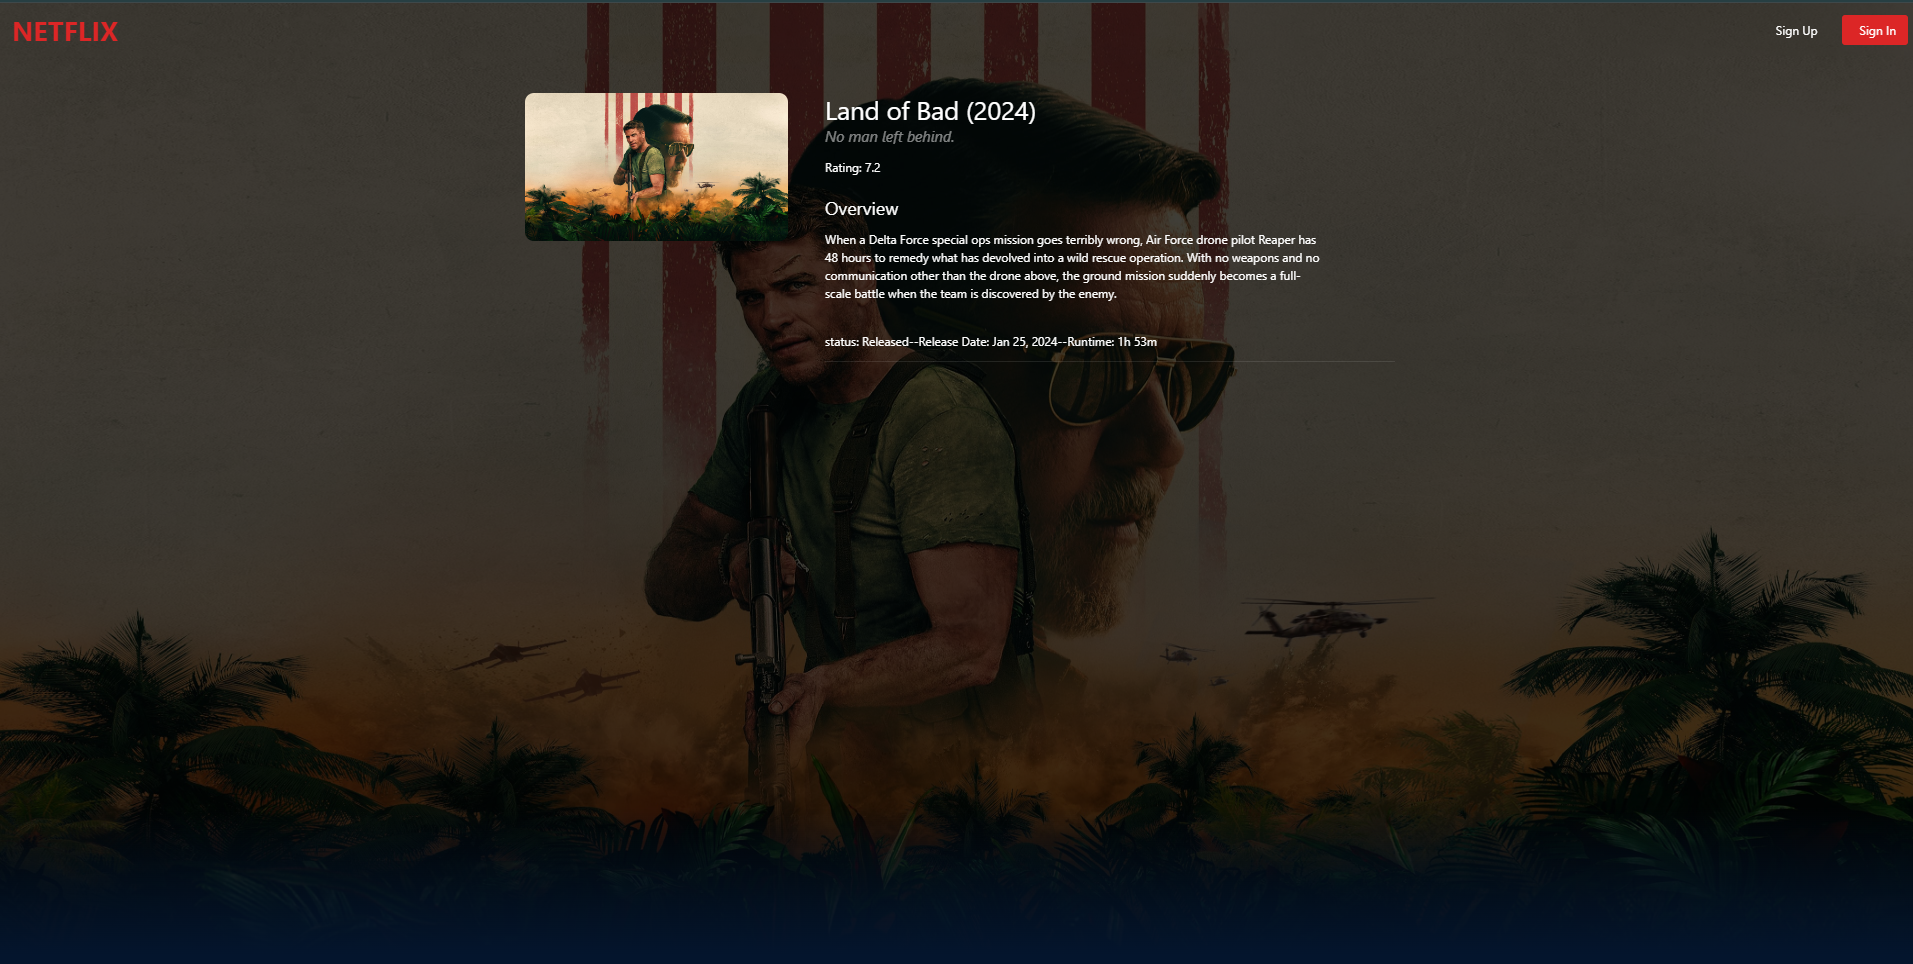 NETFLIX
Sign Up
Sign In
Land of Bad (2024)
No man left behind.
Rating: 7.2
Overview
When a Delta Force special ops mission goes terribly wrong, Air Force drone pilot Reaper has
48 hours to remedy what has devolved into a wild rescue operation. With no weapons and no
communication other than the drone above, the ground mission suddenly becomes a full-
scale battle when the team is discovered by the enemy.
status: Released--Release Date: Jan 25, 2024--Runtime: 1h 53m